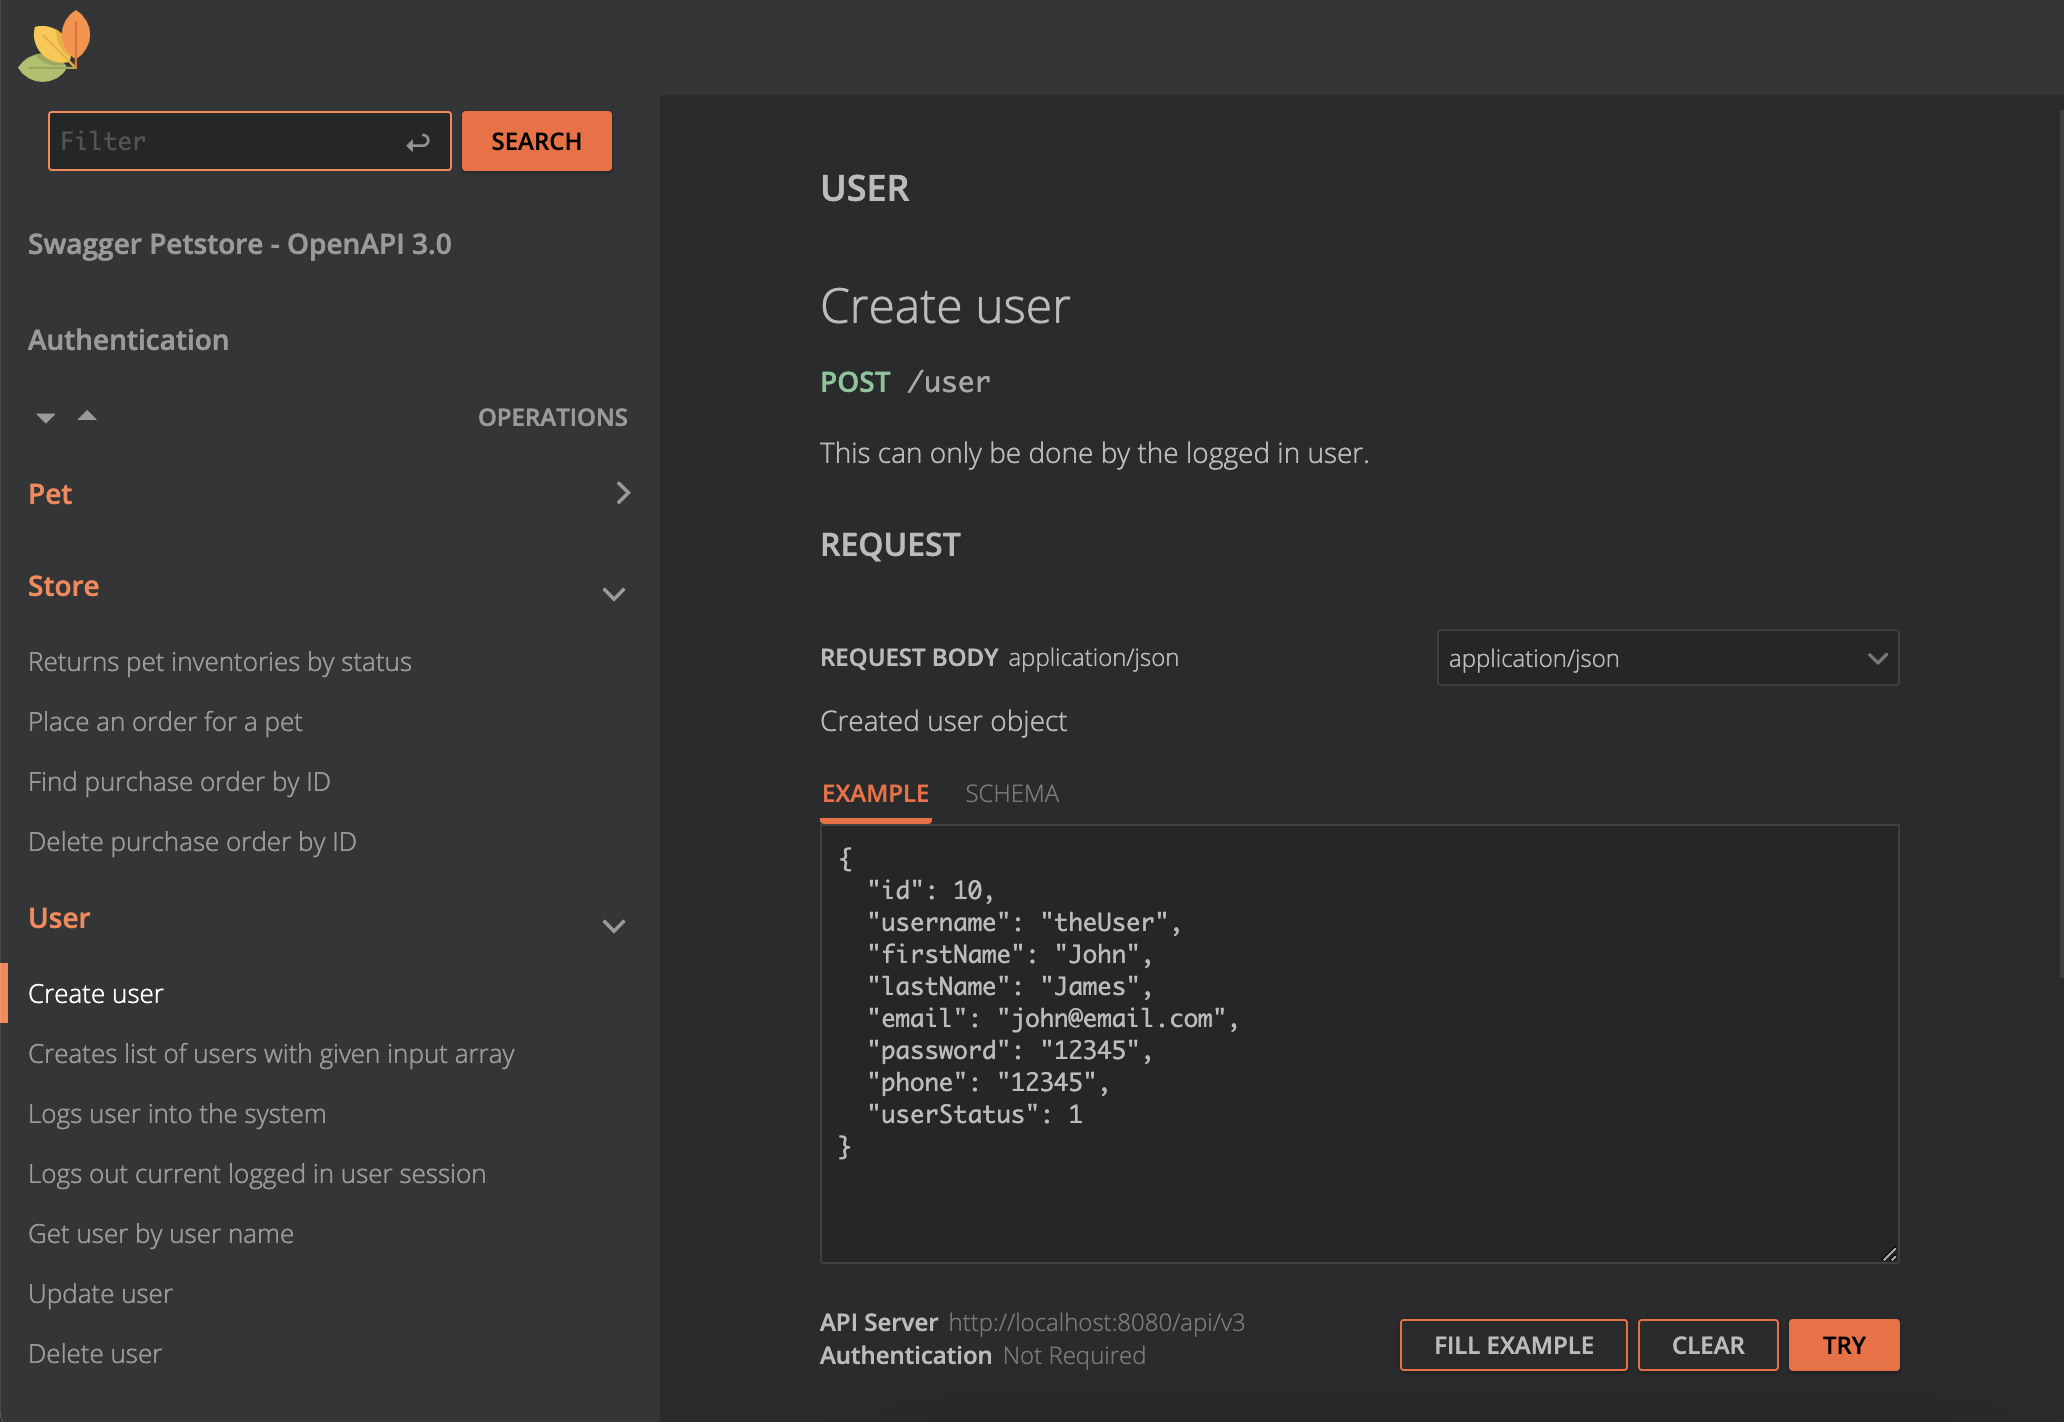 Filter
SEARCH
Swagger Petstore - OpenAPI 3.0
Authentication
OPERATIONS
Pet
Store
Returns pet inventories by status
Place an order for a pet
Find purchase order by ID
Delete purchase order by ID
User
Create user
Creates list of users with given input array
Logs user into the system
Logs out current logged in user session
Get user by user name
Update user
Delete user
USER
Create user
POST /user
This can only be done by the logged in user.
REQUEST
REQUEST BODY application/json
application/json
Created user object
EXAMPLE SCHEMA
{
  "id": 10,
  "username": "theUser",
  "firstName": "John",
  "lastName": "James",
  "email": "john@email.com",
  "password": "12345",
  "phone": "12345",
  "userStatus": 1
}
API Server http://localhost:8080/api/v3
Authentication Not Required
FILL EXAMPLE CLEAR TRY